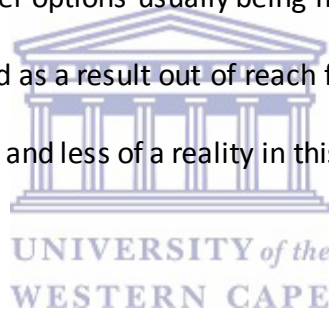 options usually being
d as a result out of reach f
and less of a reality in this
UNIVERSITY of the
WESTERN CAPE